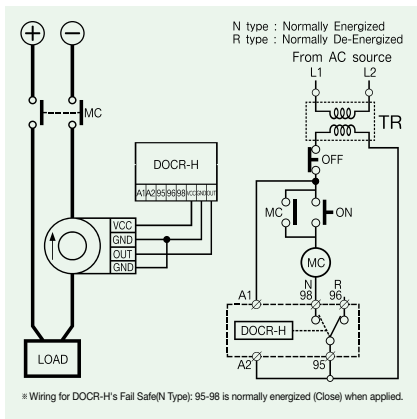 N type : Normally Energized
R type : Normally De-Energized
From AC source
L1 L2
+ −
MC
TR
OFF
DOCR-H
A1 A2 95 96 98 VCC GND OUT
MC ON
VCC
GND
OUT
GND
MC
N R
A1 98 96
DOCR-H
LOAD
A2 95
※ Wiring for DOCR-H's Fail Safe(N Type): 95-98 is normally energized (Close) when applied.